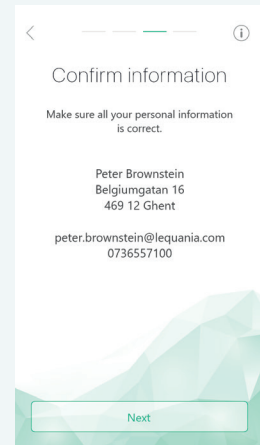 Confirm information
Make sure all your personal information
is correct.
Peter Brownstein
Belgiumgatan 16
469 12 Ghent
peter.brownstein@lequania.com
0736557100
Next